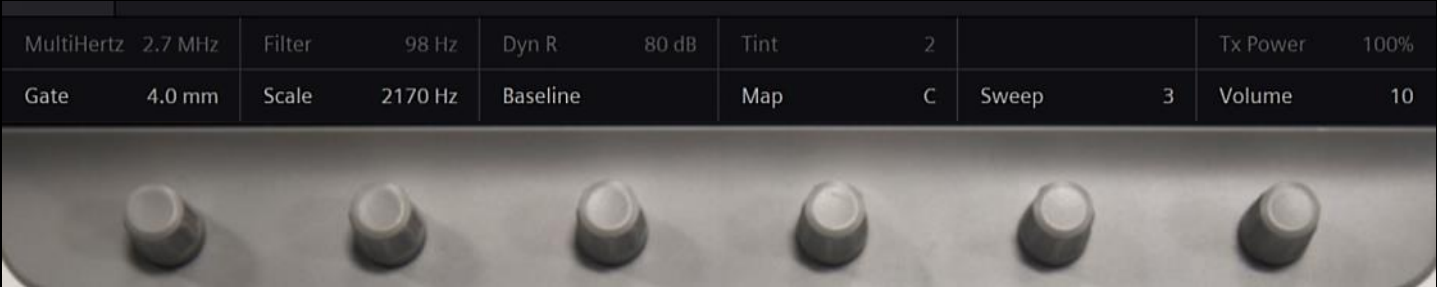 MultiHertz 2.7 MHz Filter 98 Hz Dyn R 80 dB Tint 2 Tx Power 100%
Gate 4.0 mm Scale 2170 Hz Baseline Map C Sweep 3 Volume 10